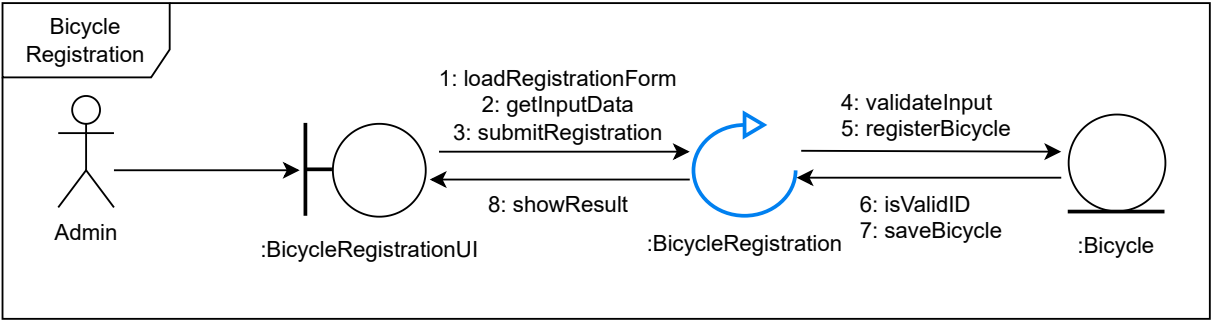 Bicycle
Registration
1: loadRegistrationForm
2: getInputData
3: submitRegistration
4: validateInput
5: registerBicycle
8: showResult
6: isValidID
7: saveBicycle
Admin
:BicycleRegistrationUI
:BicycleRegistration
:Bicycle